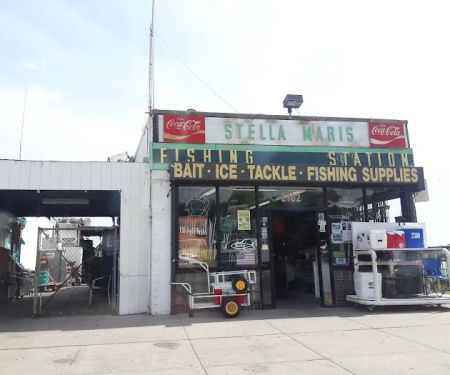 Coca-Cola STELLA MARIS Coca-Cola
FISHING STATION
BAIT · ICE · TACKLE · FISHING SUPPLIES